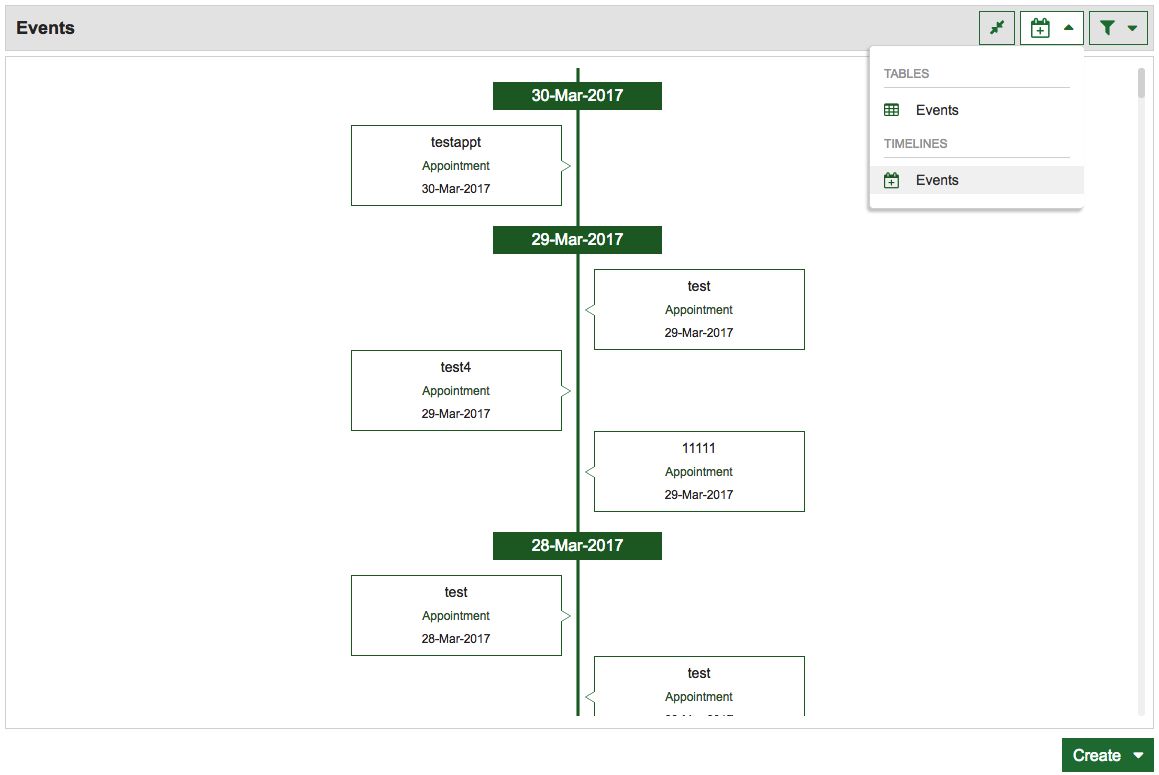 Events
TABLES
Events
TIMELINES
Events
30-Mar-2017
testappt
Appointment
30-Mar-2017
29-Mar-2017
test
Appointment
29-Mar-2017
test4
Appointment
29-Mar-2017
11111
Appointment
29-Mar-2017
28-Mar-2017
test
Appointment
28-Mar-2017
test
Appointment
Create